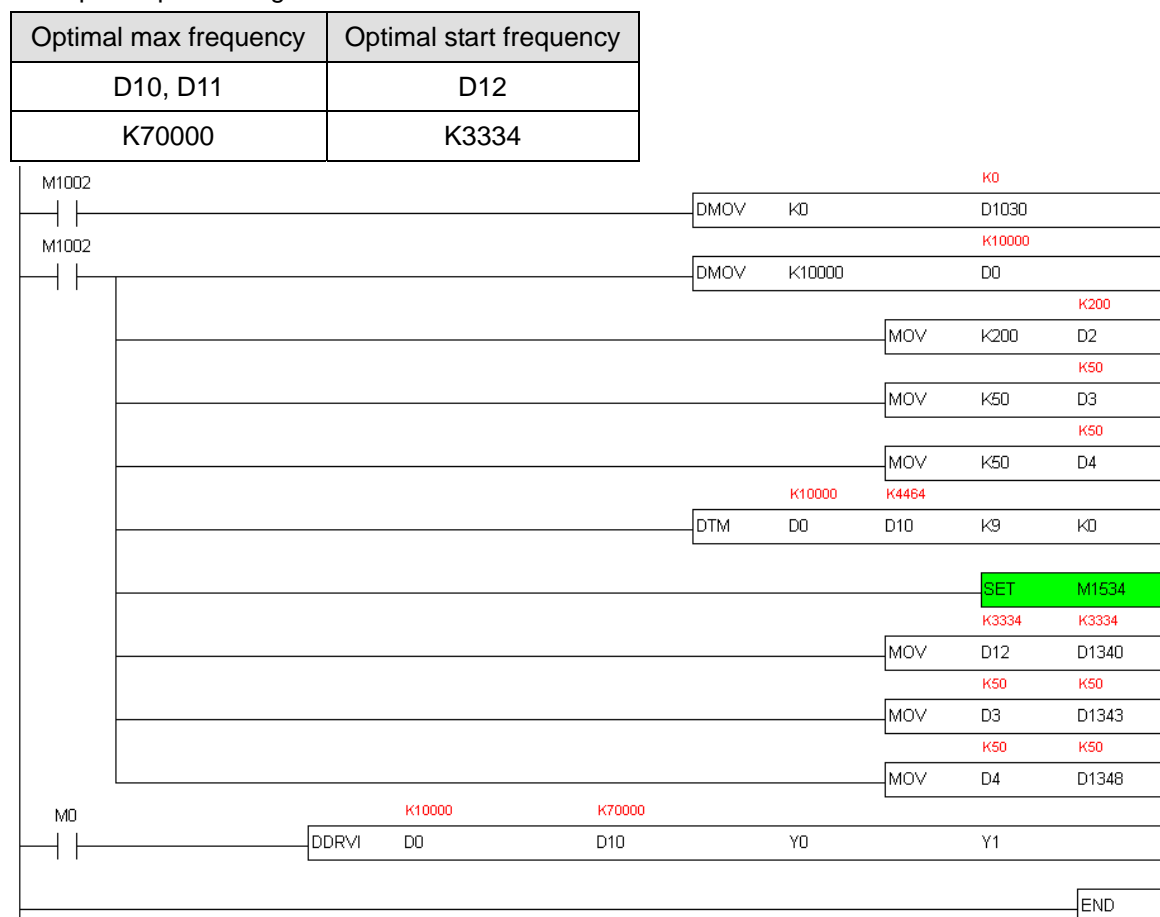 Optimal max frequency Optimal start frequency
D10, D11 D12
K70000 K3334
M1002 K0
DMOV K0 D1030
M1002 K10000
DMOV K10000 D0
K200
MOV K200 D2
K50
MOV K50 D3
K50
MOV K50 D4
K10000 K4464
DTM D0 D10 K9 K0
SET M1534
K3334 K3334
MOV D12 D1340
K50 K50
MOV D3 D1343
K50 K50
MOV D4 D1348
M0 K10000 K70000
DDRVI D0 D10 Y0 Y1
END